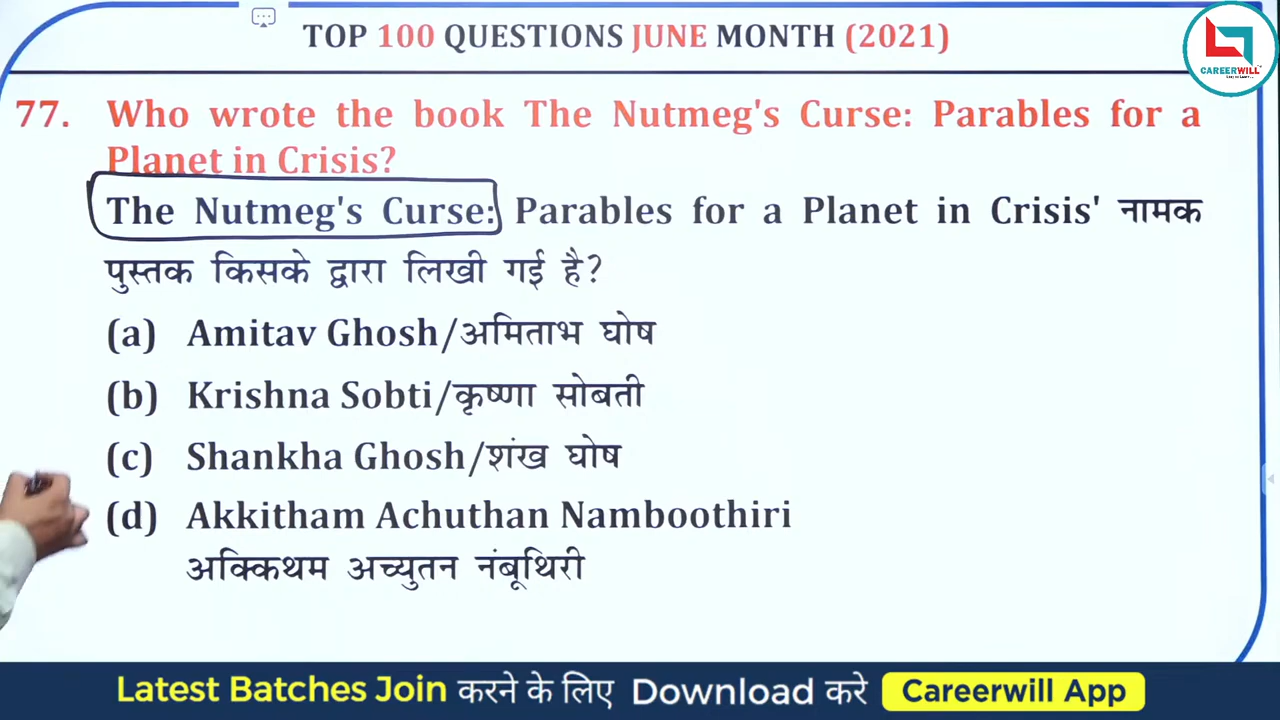 TOP 100 QUESTIONS JUNE MONTH (2021)
CAREERWILL
77. Who wrote the book The Nutmeg's Curse: Parables for a
Planet in Crisis?
The Nutmeg's Curse: Parables for a Planet in Crisis' नामक
पुस्तक किसके द्वारा लिखी गई है?
(a) Amitav Ghosh/अमिताभ घोष
(b) Krishna Sobti/कृष्णा सोबती
(c) Shankha Ghosh/शंख घोष
(d) Akkitham Achuthan Namboothiri
अक्किथम अच्युतन नंबूथिरी
Latest Batches Join करने के लिए Download करे Careerwill App